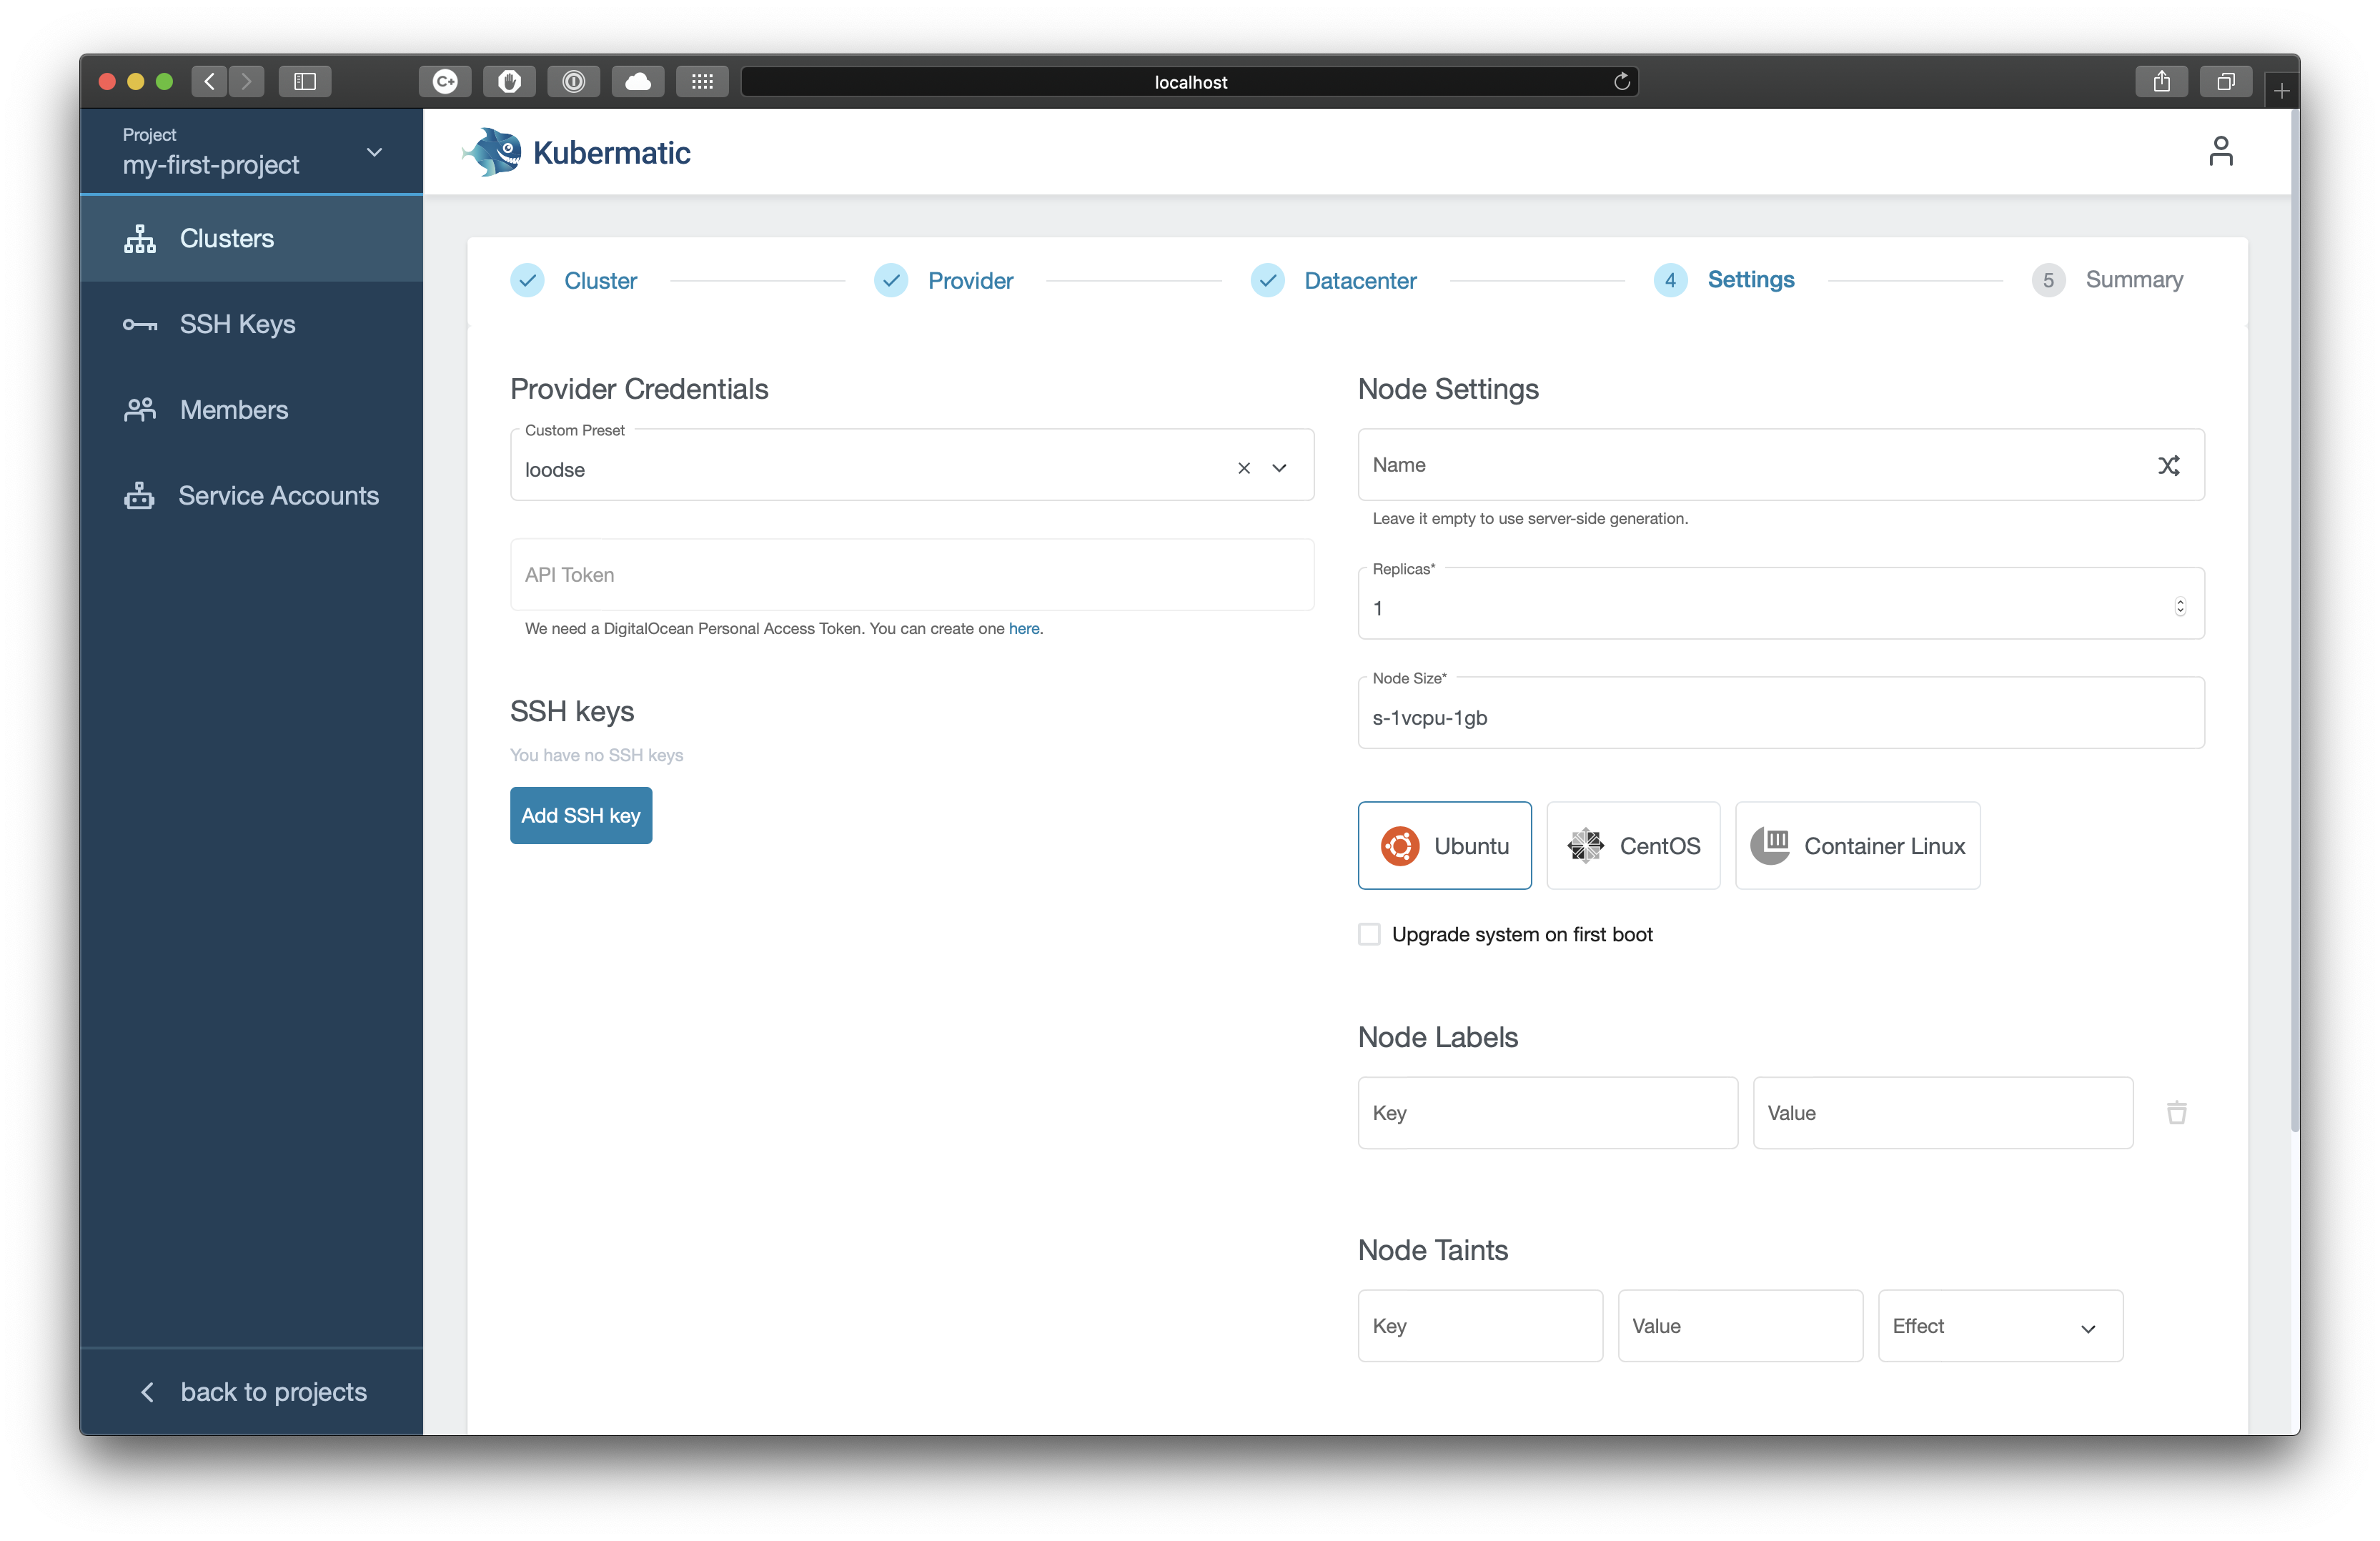 localhost
Project
my-first-project
Clusters
SSH Keys
Members
Service Accounts
back to projects
Kubermatic
Cluster
Provider
Datacenter
4 Settings
5 Summary
Provider Credentials
Custom Preset
loodse
API Token
We need a DigitalOcean Personal Access Token. You can create one here.
SSH keys
You have no SSH keys
Add SSH key
Node Settings
Name
Leave it empty to use server-side generation.
Replicas*
1
Node Size*
s-1vcpu-1gb
Ubuntu CentOS Container Linux
Upgrade system on first boot
Node Labels
Key Value
Node Taints
Key Value Effect